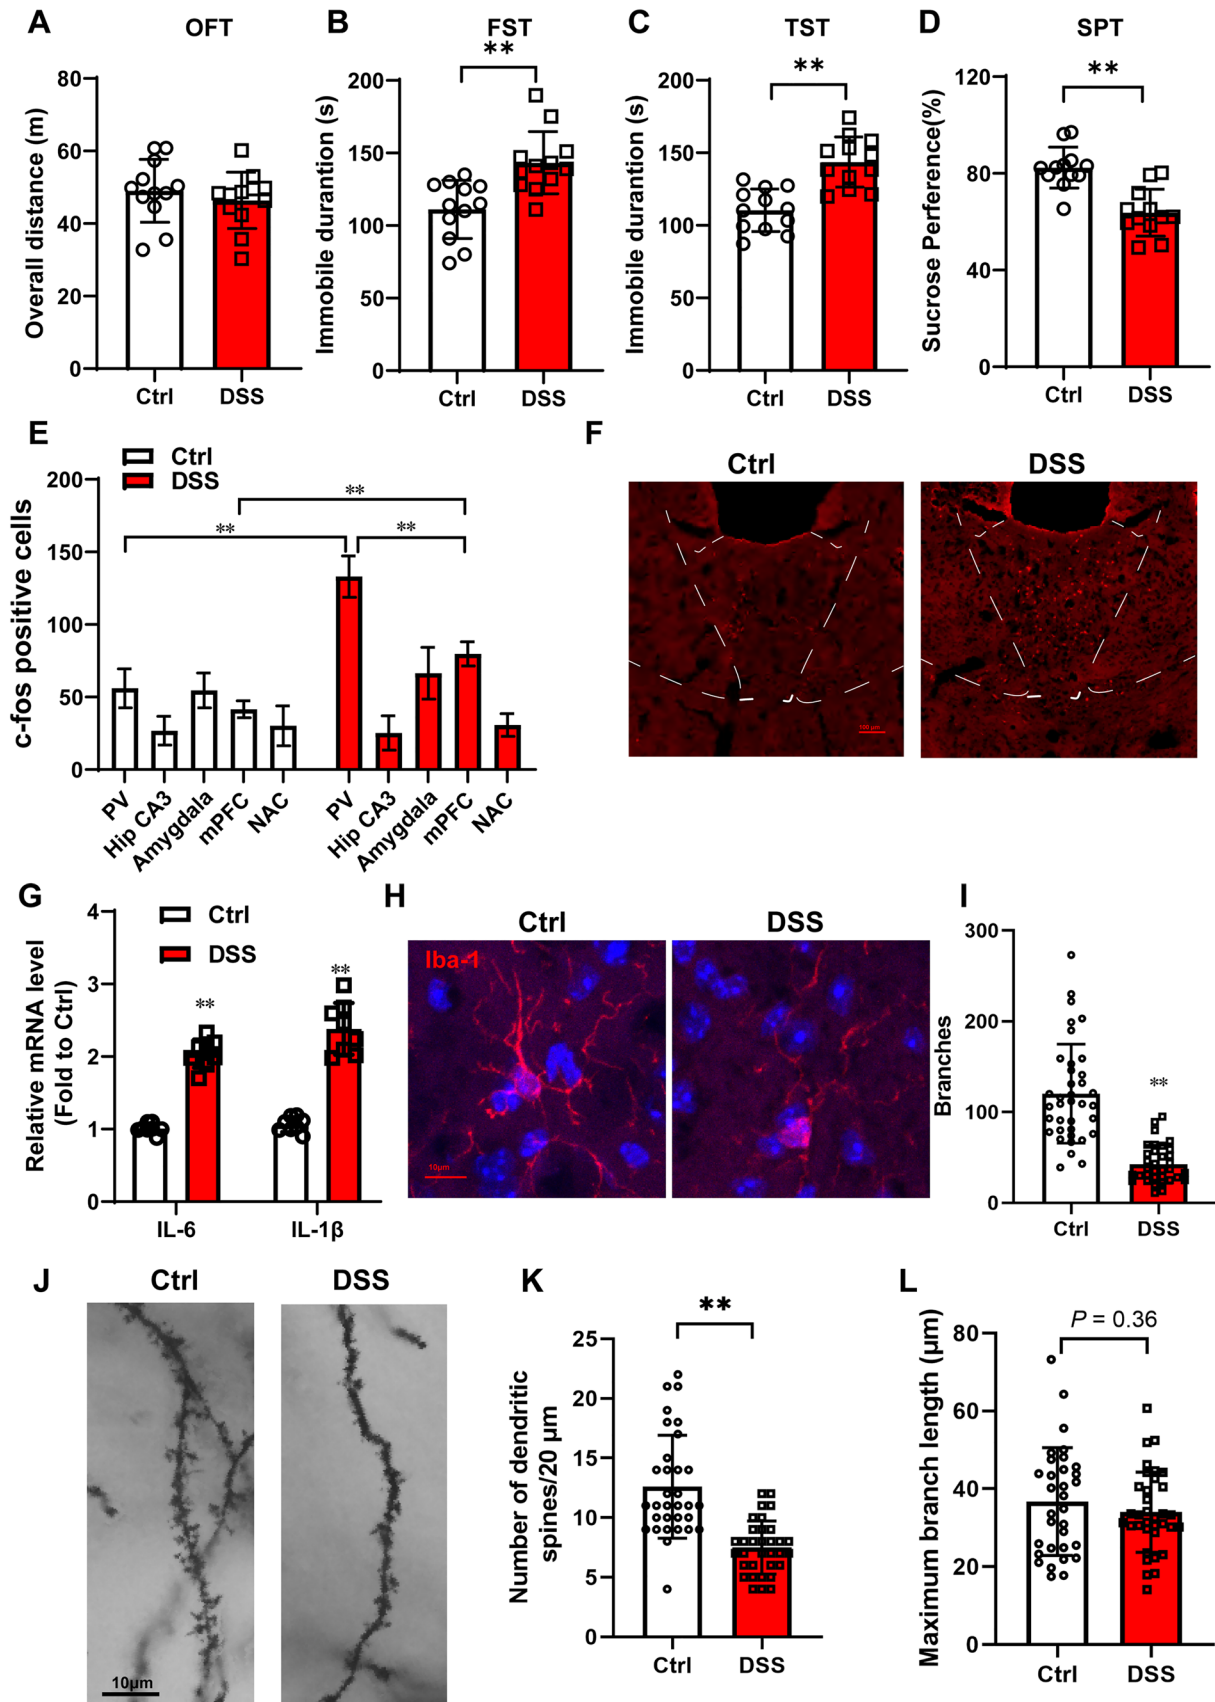 A
OFT
Overall distance (m)
80
60
40
20
0
Ctrl
DSS
B
FST
**
Immobile durantion (s)
200
150
100
50
0
Ctrl
DSS
C
TST
**
Immobile durantion (s)
200
150
100
50
0
Ctrl
DSS
D
SPT
**
Sucrose Perference(%)
120
80
40
0
Ctrl
DSS
E
Ctrl
DSS
c-fos positive cells
200
150
100
50
0
**
**
**
PV
Hip CA3
Amygdala
mPFC
NAC
PV
Hip CA3
Amygdala
mPFC
NAC
F
Ctrl
DSS
100 μm
G
Ctrl
DSS
Relative mRNA level
(Fold to Ctrl)
4
3
2
1
0
**
**
IL-6
IL-1β
H
Ctrl
DSS
Iba-1
10μm
I
Branches
300
200
100
0
**
Ctrl
DSS
J
Ctrl
DSS
10μm
K
**
Number of dendritic
spines/20 μm
25
20
15
10
5
0
Ctrl
DSS
L
P = 0.36
Maximum branch length (μm)
80
60
40
20
0
Ctrl
DSS